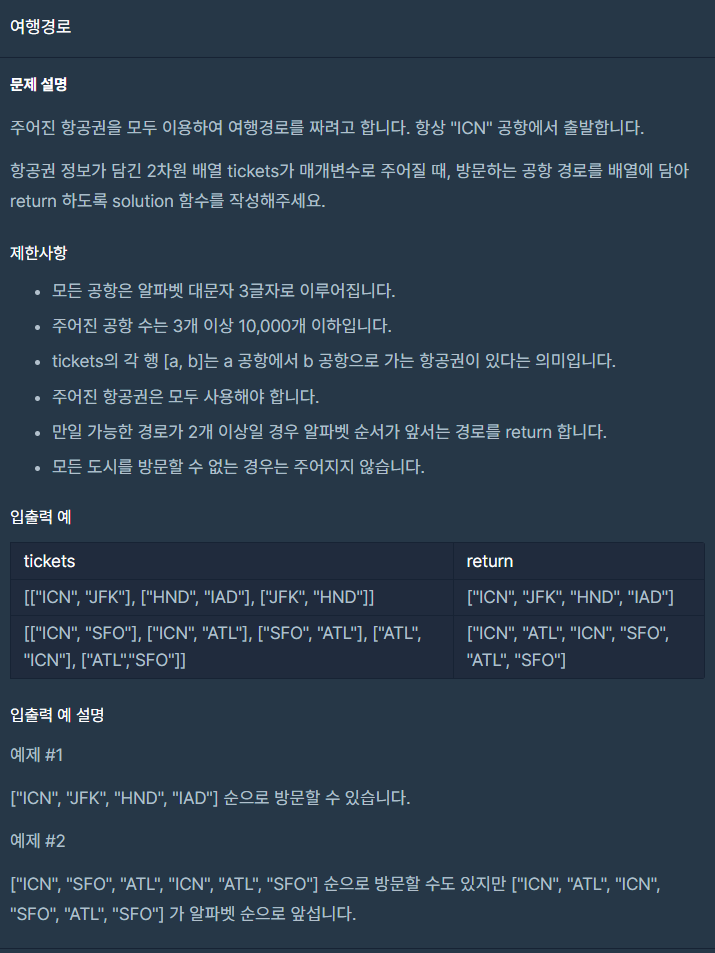 여행경로
문제 설명
주어진 항공권을 모두 이용하여 여행경로를 짜려고 합니다. 항상 "ICN" 공항에서 출발합니다.
항공권 정보가 담긴 2차원 배열 tickets가 매개변수로 주어질 때, 방문하는 공항 경로를 배열에 담아
return 하도록 solution 함수를 작성해주세요.
제한사항
• 모든 공항은 알파벳 대문자 3글자로 이루어집니다.
• 주어진 공항 수는 3개 이상 10,000개 이하입니다.
• tickets의 각 행 [a, b]는 a 공항에서 b 공항으로 가는 항공권이 있다는 의미입니다.
• 주어진 항공권은 모두 사용해야 합니다.
• 만일 가능한 경로가 2개 이상일 경우 알파벳 순서가 앞서는 경로를 return 합니다.
• 모든 도시를 방문할 수 없는 경우는 주어지지 않습니다.
입출력 예
tickets return
[["ICN", "JFK"], ["HND", "IAD"], ["JFK", "HND"]] ["ICN", "JFK", "HND", "IAD"]
[["ICN", "SFO"], ["ICN", "ATL"], ["SFO", "ATL"], ["ATL", ["ICN", "ATL", "ICN", "SFO",
"ICN"], ["ATL","SFO"]] "ATL", "SFO"]
입출력 예 설명
예제 #1
["ICN", "JFK", "HND", "IAD"] 순으로 방문할 수 있습니다.
예제 #2
["ICN", "SFO", "ATL", "ICN", "ATL", "SFO"] 순으로 방문할 수도 있지만 ["ICN", "ATL", "ICN",
"SFO", "ATL", "SFO"] 가 알파벳 순으로 앞섭니다.